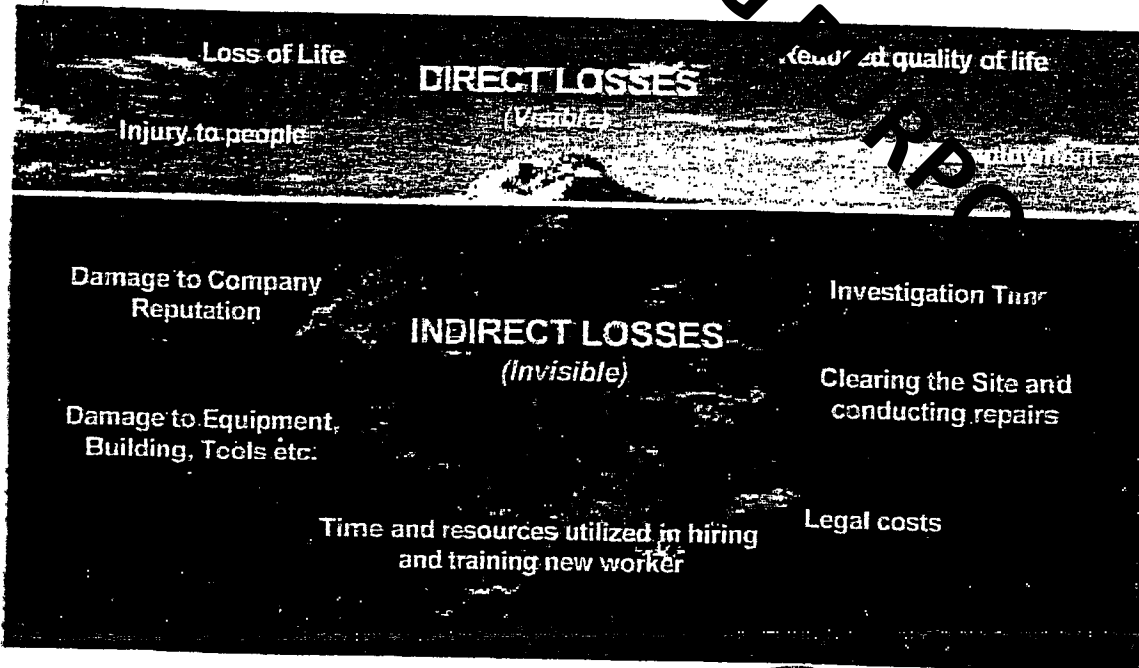 Loss of Life
Reduced quality of life
DIRECT LOSSES
(Visible)
Injury to people
Damage to Company
Reputation
Investigation Time
INDIRECT LOSSES
(Invisible)
Clearing the Site and
conducting repairs
Damage to Equipment,
Building, Tools etc.
Legal costs
Time and resources utilized in hiring
and training new worker